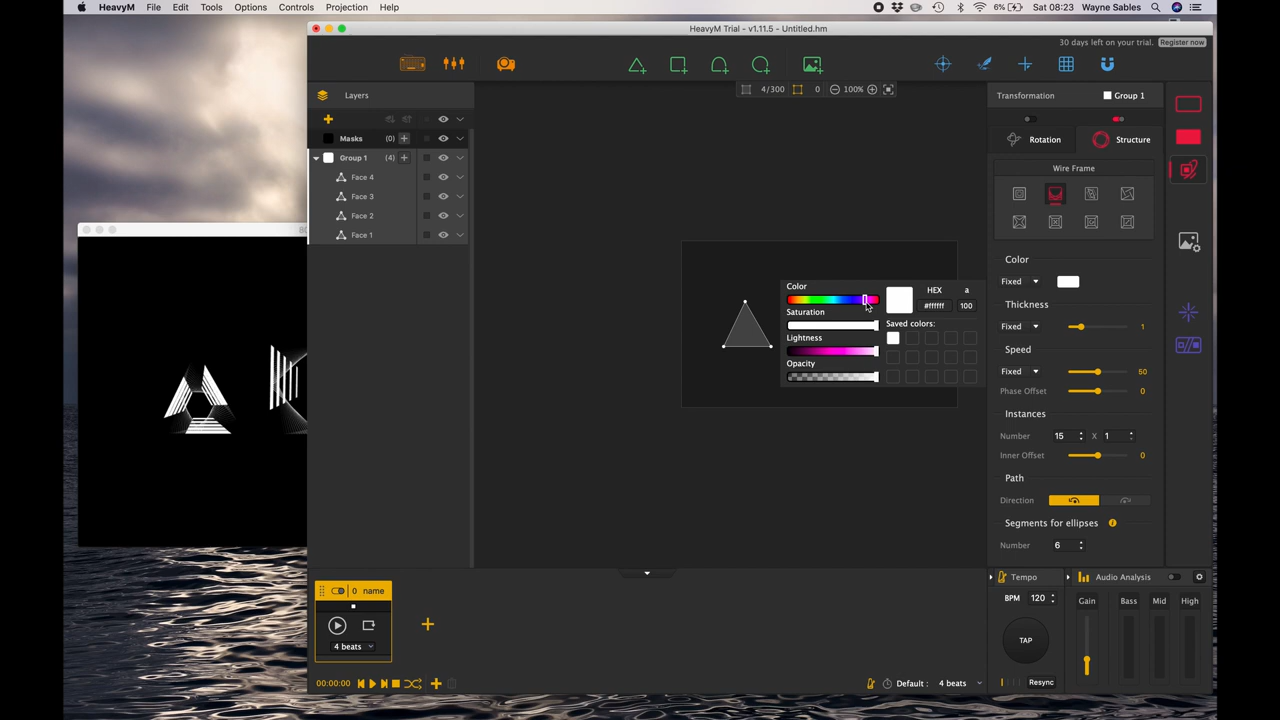 HeavyM File Edit Tools Options Controls Projection Help
6% Sat 08:23 Wayne Sables
HeavyM Trial - v1.11.5 - Untitled.hm
30 days left on your trial. Register now
4/300 0 100%
Layers
Masks (0)
Group 1 (4)
Face 4
Face 3
Face 2
Face 1
Color
HEX a
#ffffff 100
Saturation
Saved colors:
Lightness
Opacity
Transformation Group 1
Rotation Structure
Wire Frame
Color
Fixed
Thickness
Fixed 1
Speed
Fixed 50
Phase Offset 0
Instances
Number 15 X 1
Inner Offset 0
Path
Direction
Segments for ellipses
Number 6
0 name
4 beats
00:00:00
Default : 4 beats
Tempo
BPM 120
TAP
Resync
Audio Analysis
Gain Bass Mid High